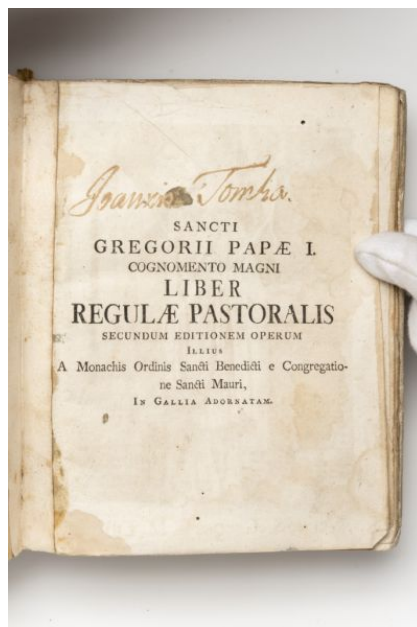 Joannis Tomka.
SANCTI
GREGORII PAPÆ I.
COGNOMENTO MAGNI
LIBER
REGULÆ PASTORALIS
SECUNDUM EDITIONEM OPERUM
ILLIUS
A Monachis Ordinis Sancti Benedicti e Congregatio-
ne Sancti Mauri,
IN GALLIA ADORNATAM.